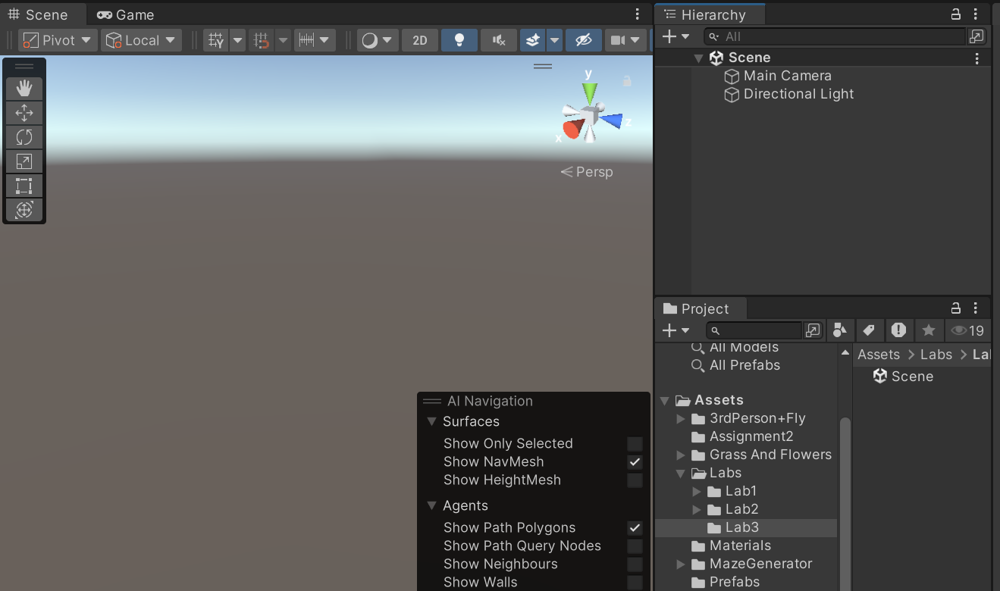 Scene
Game
Pivot
Local
2D
y
z
x
Persp
AI Navigation
Surfaces
Show Only Selected
Show NavMesh
Show HeightMesh
Agents
Show Path Polygons
Show Path Query Nodes
Show Neighbours
Show Walls
Hierarchy
All
Scene
Main Camera
Directional Light
Project
19
All Models
All Prefabs
Assets
3rdPerson+Fly
Assignment2
Grass And Flowers
Labs
Lab1
Lab2
Lab3
Materials
MazeGenerator
Prefabs
Assets > Labs > La
Scene